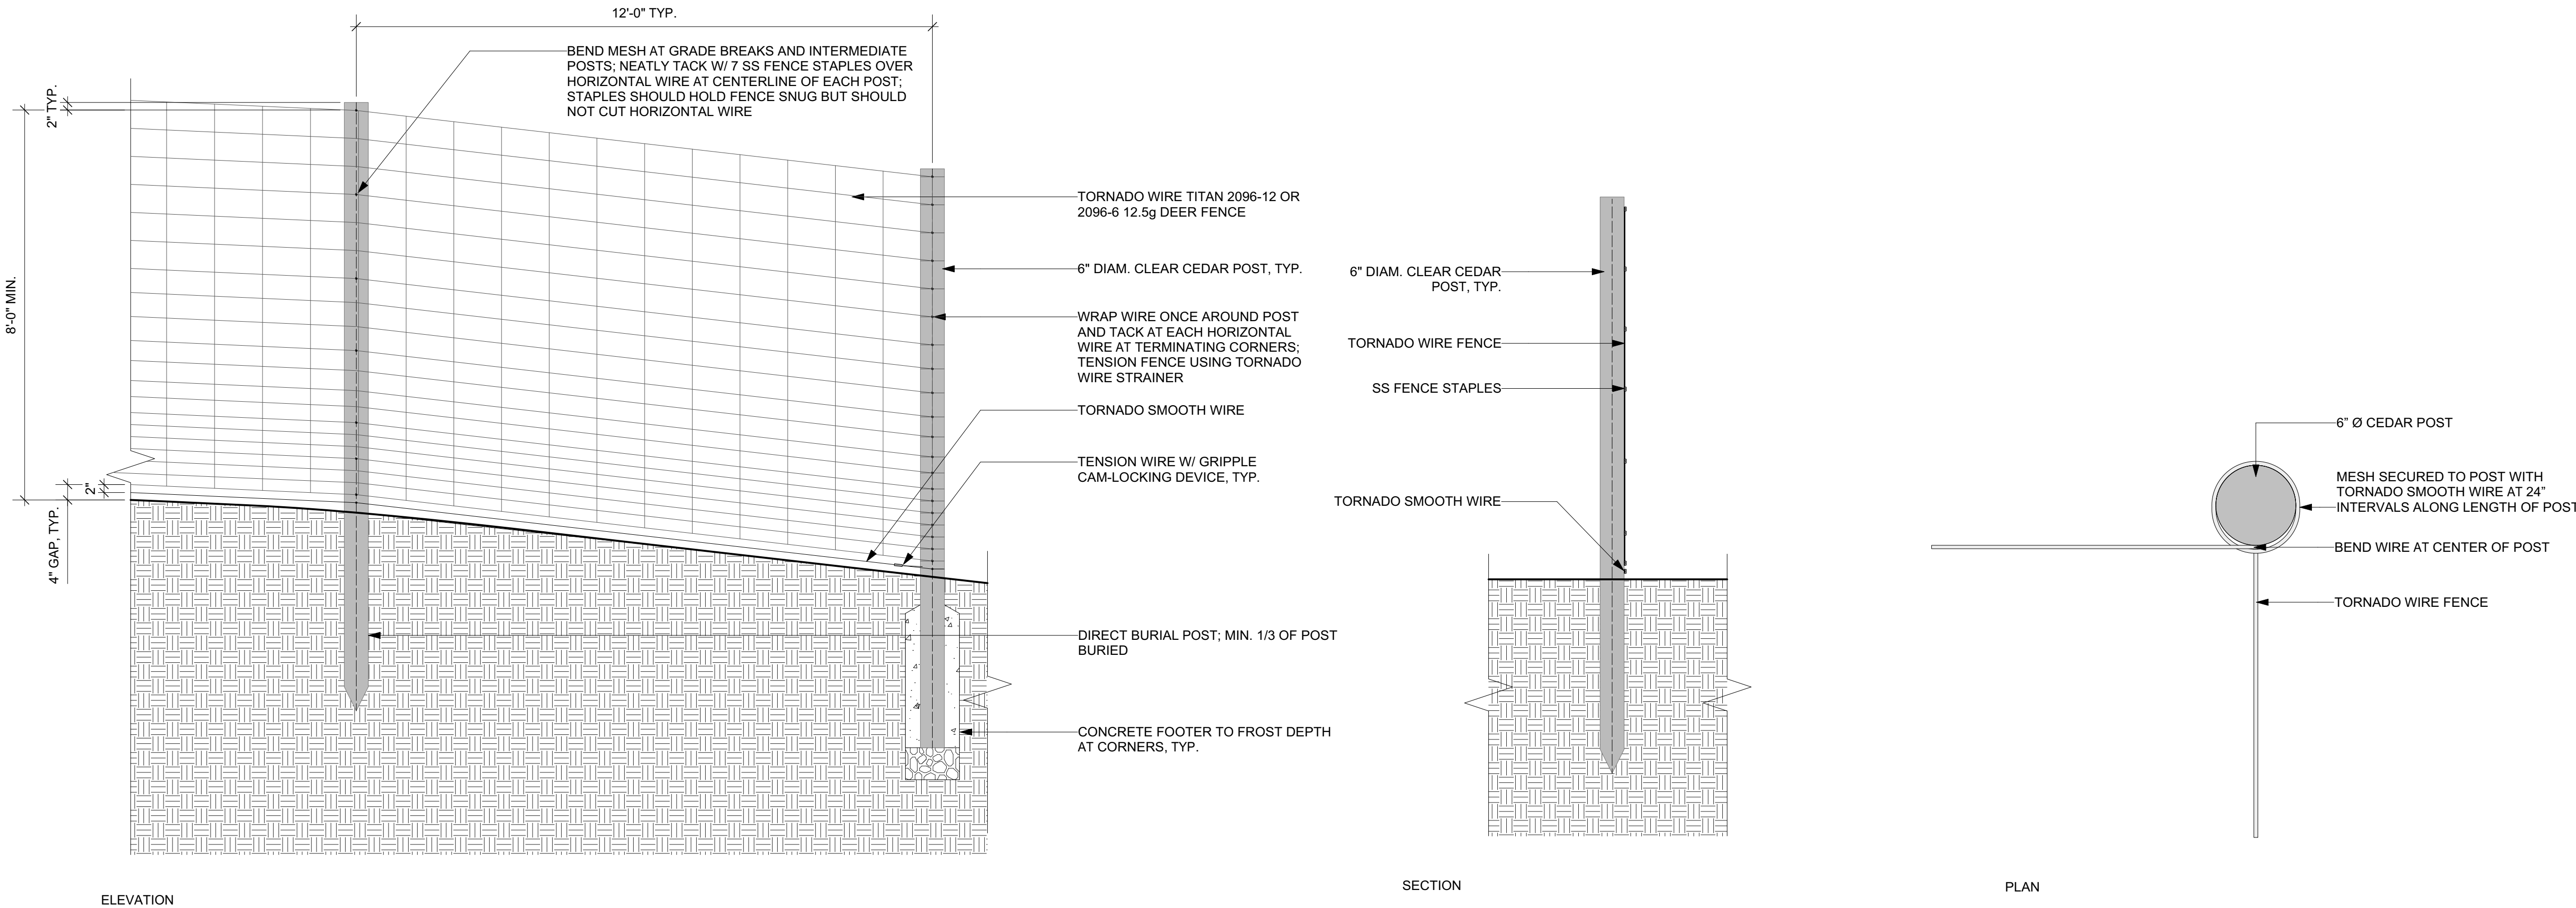 12'-0" TYP.
BEND MESH AT GRADE BREAKS AND INTERMEDIATE
POSTS; NEATLY TACK W/ 7 SS FENCE STAPLES OVER
HORIZONTAL WIRE AT CENTERLINE OF EACH POST;
STAPLES SHOULD HOLD FENCE SNUG BUT SHOULD
NOT CUT HORIZONTAL WIRE
2" TYP.
8'-0" MIN.
2"
4" GAP, TYP.
TORNADO WIRE TITAN 2096-12 OR
2096-6 12.5g DEER FENCE
6" DIAM. CLEAR CEDAR POST, TYP.
WRAP WIRE ONCE AROUND POST
AND TACK AT EACH HORIZONTAL
WIRE AT TERMINATING CORNERS;
TENSION FENCE USING TORNADO
WIRE STRAINER
TORNADO SMOOTH WIRE
TENSION WIRE W/ GRIPPLE
CAM-LOCKING DEVICE, TYP.
DIRECT BURIAL POST; MIN. 1/3 OF POST
BURIED
CONCRETE FOOTER TO FROST DEPTH
AT CORNERS, TYP.
ELEVATION
6" DIAM. CLEAR CEDAR
POST, TYP.
TORNADO WIRE FENCE
SS FENCE STAPLES
TORNADO SMOOTH WIRE
SECTION
6” Ø CEDAR POST
MESH SECURED TO POST WITH
TORNADO SMOOTH WIRE AT 24”
INTERVALS ALONG LENGTH OF POST
BEND WIRE AT CENTER OF POST
TORNADO WIRE FENCE
PLAN